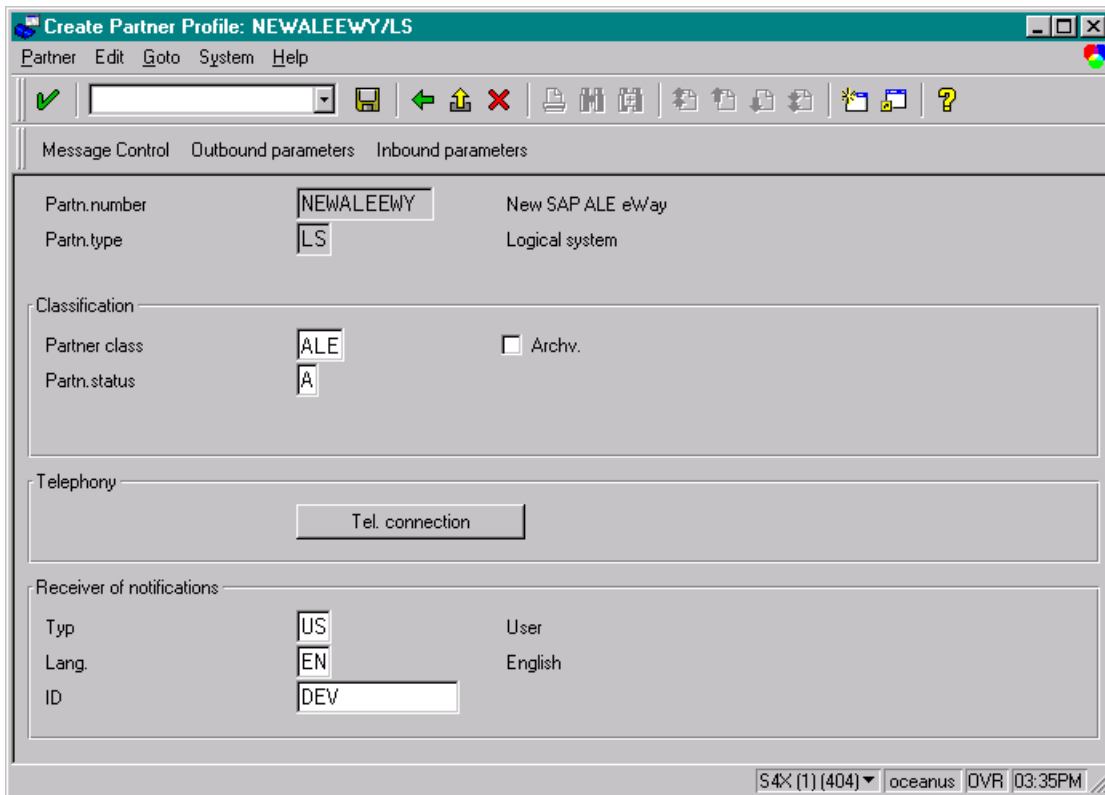 Create Partner Profile: NEWALEEWY/LS
Partner Edit Goto System Help
Message Control Outbound parameters Inbound parameters
Partn.number NEWALEEWY New SAP ALE eWay
Partn.type LS Logical system
Classification
Partner class ALE Archv.
Partn.status A
Telephony
Tel. connection
Receiver of notifications
Typ US User
Lang. EN English
ID DEV
S4X (1) (404) oceanus OVR 03:35PM